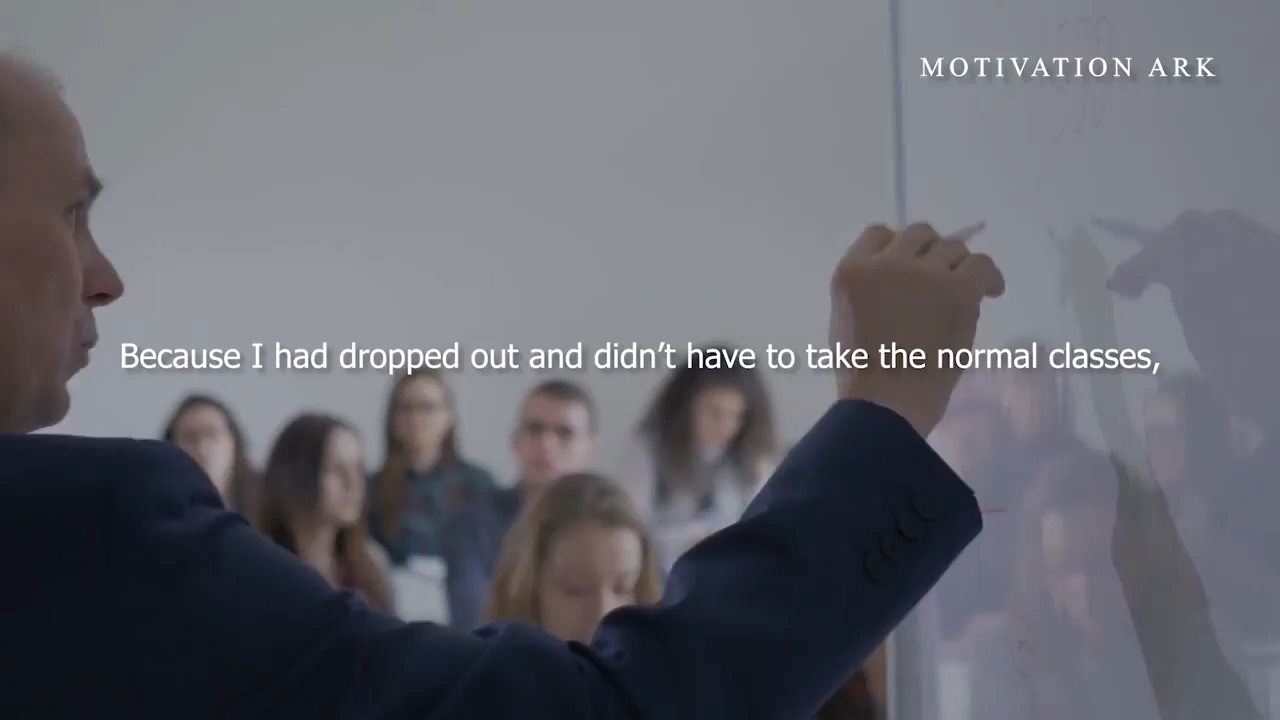 MOTIVATION ARK
Because I had dropped out and didn’t have to take the normal classes,